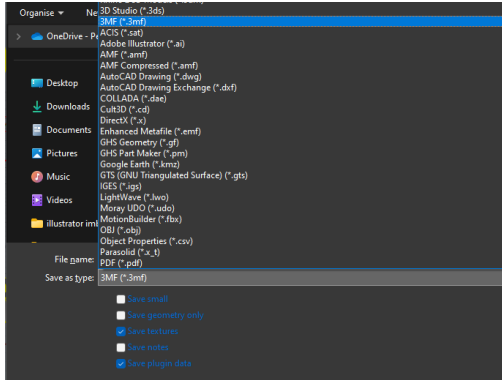 Organise
Ne
3D Studio (*.3ds)
3MF (*.3mf)
ACIS (*.sat)
Adobe Illustrator (*.ai)
AMF (*.amf)
AMF Compressed (*.amf)
AutoCAD Drawing (*.dwg)
AutoCAD Drawing Exchange (*.dxf)
COLLADA (*.dae)
Cult3D (*.cd)
DirectX (*.x)
Enhanced Metafile (*.emf)
GHS Geometry (*.gf)
GHS Part Maker (*.pm)
Google Earth (*.kmz)
GTS (GNU Triangulated Surface) (*.gts)
IGES (*.igs)
LightWave (*.lwo)
Moray UDO (*.udo)
MotionBuilder (*.fbx)
OBJ (*.obj)
Object Properties (*.csv)
Parasolid (*.x_t)
PDF (*.pdf)
OneDrive - Pe
Desktop
Downloads
Documents
Pictures
Music
Videos
illustrator iml
File name:
Save as type: 3MF (*.3mf)
Save small
Save geometry only
Save textures
Save notes
Save plugin data